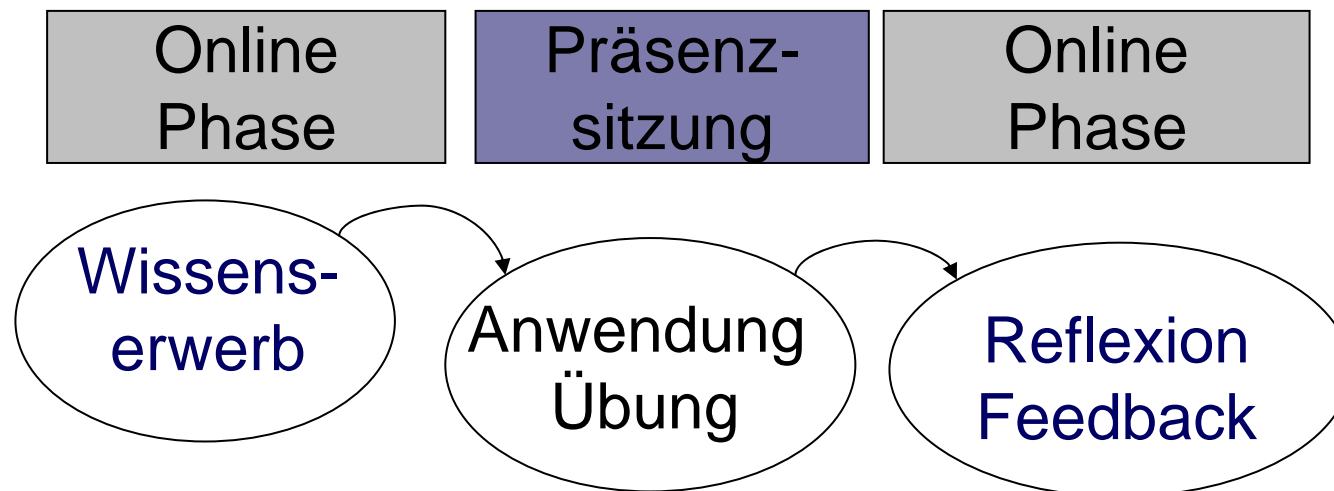 Online
Phase
Präsenz-
sitzung
Online
Phase
Wissens-
erwerb
Anwendung
Übung
Reflexion
Feedback